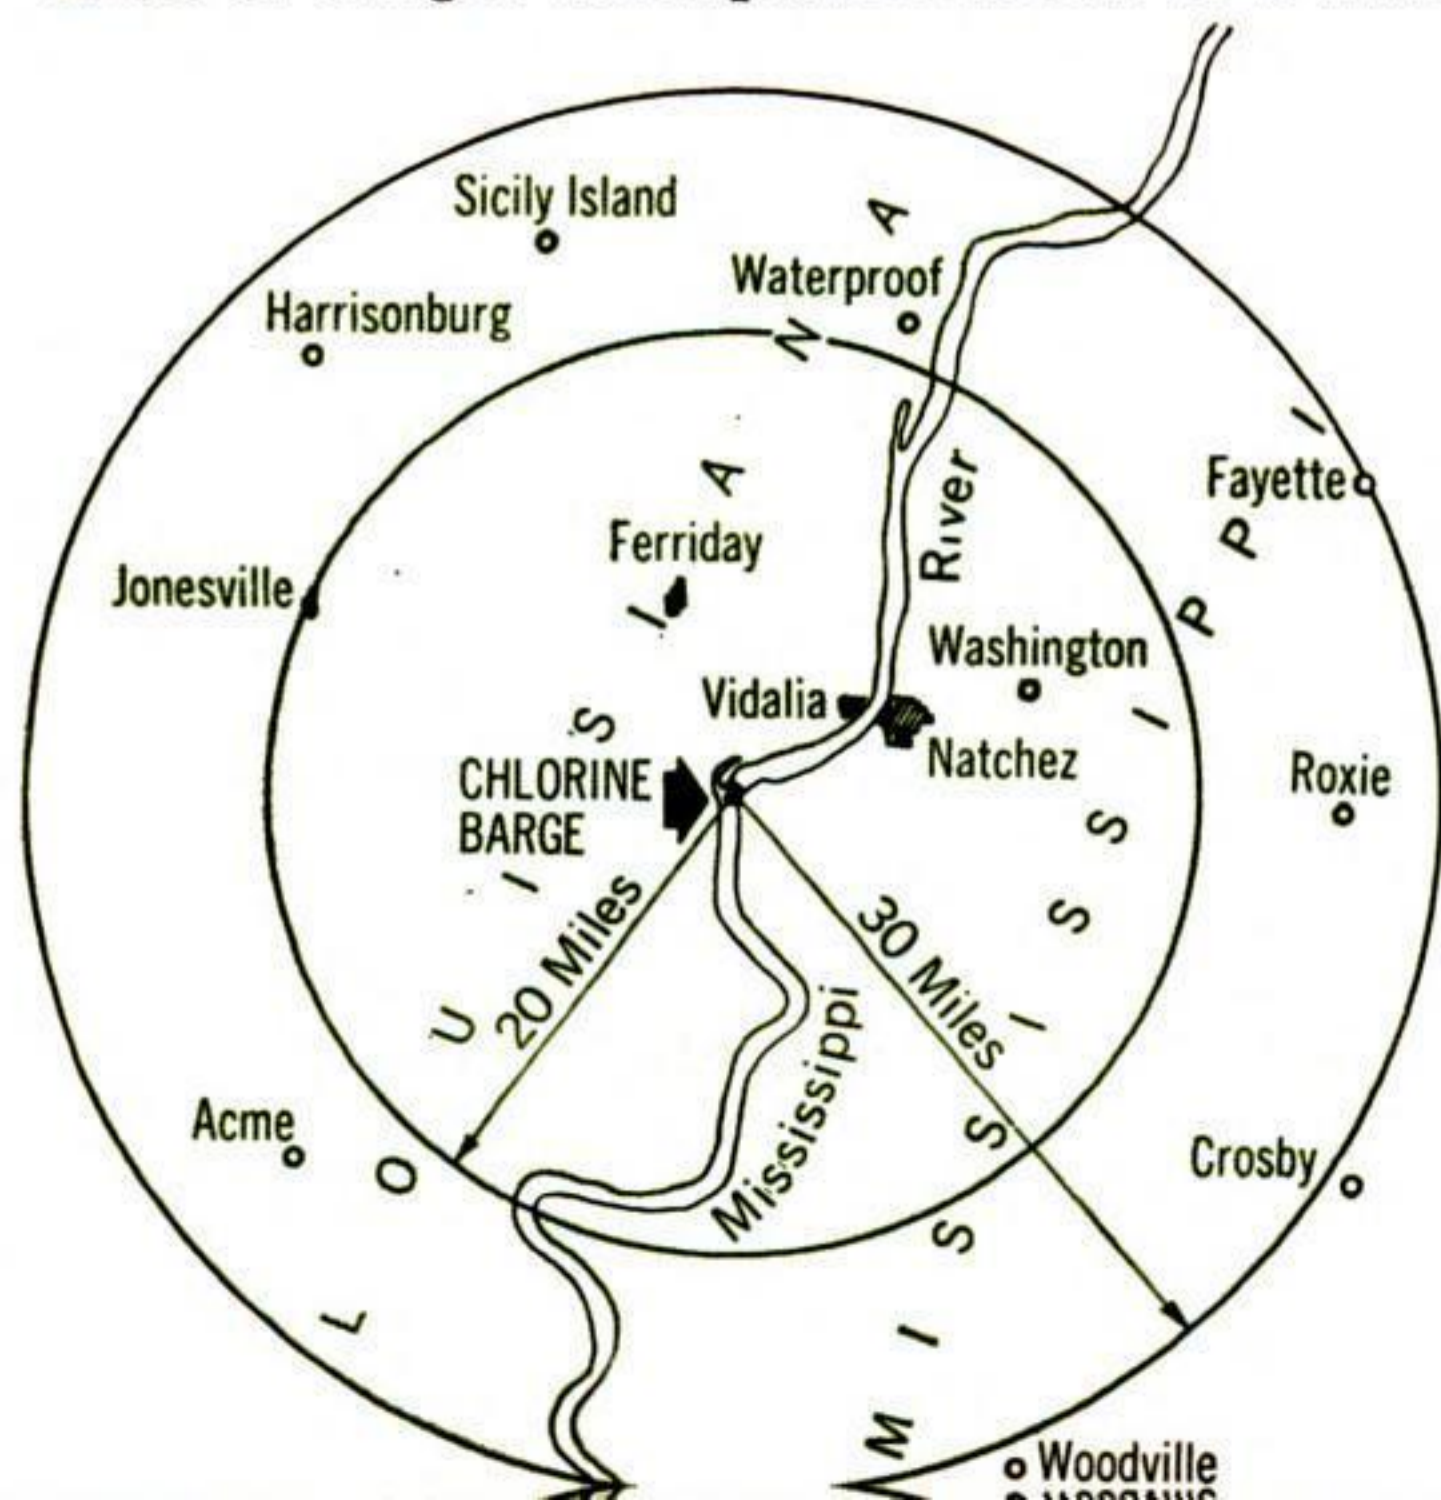 Sicily Island
Waterproof
Harrisonburg
Fayette
Ferriday
River
Jonesville
Washington
Vidalia
Natchez
CHLORINE
BARGE
Roxie
20 Miles
30 Miles
Mississippi
Acme
Crosby
LOUISIANA
MISSISSIPPI
Woodville